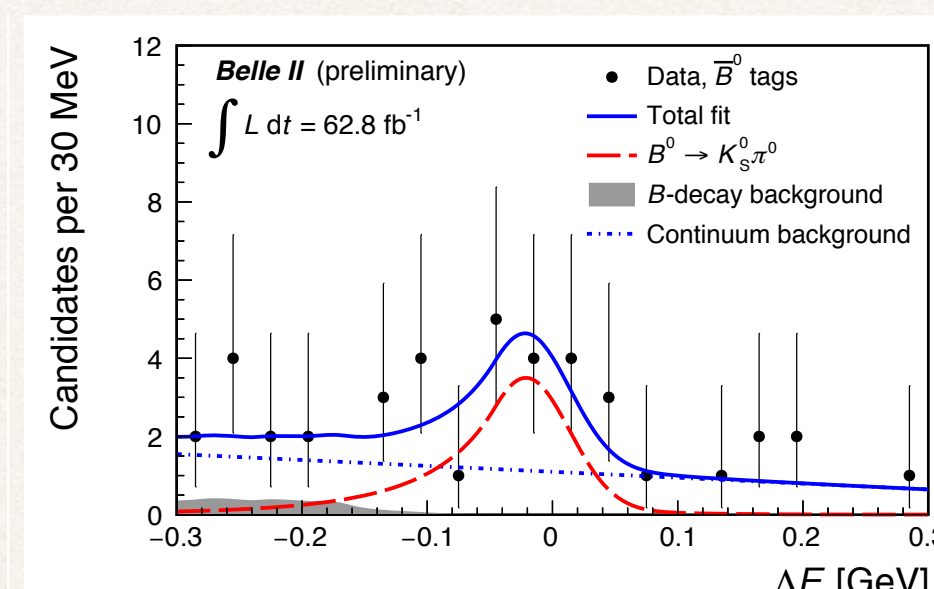 Candidates per 30 MeV
12
10
8
6
4
2
0
Belle II (preliminary)
∫ L dt = 62.8 fb⁻¹
Data, B̅⁰ tags
Total fit
B⁰ → K⁰_S π⁰
B-decay background
Continuum background
−0.3 −0.2 −0.1 0 0.1 0.2
ΔE [GeV]